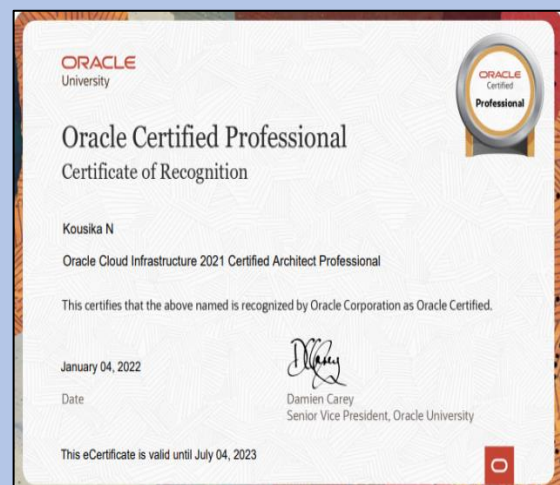 ORACLE
University
ORACLE
Certified
Professional
Oracle Certified Professional
Certificate of Recognition
Kousika N
Oracle Cloud Infrastructure 2021 Certified Architect Professional
This certifies that the above named is recognized by Oracle Corporation as Oracle Certified.
January 04, 2022
Date
DCarey
Damien Carey
Senior Vice President, Oracle University
This eCertificate is valid until July 04, 2023